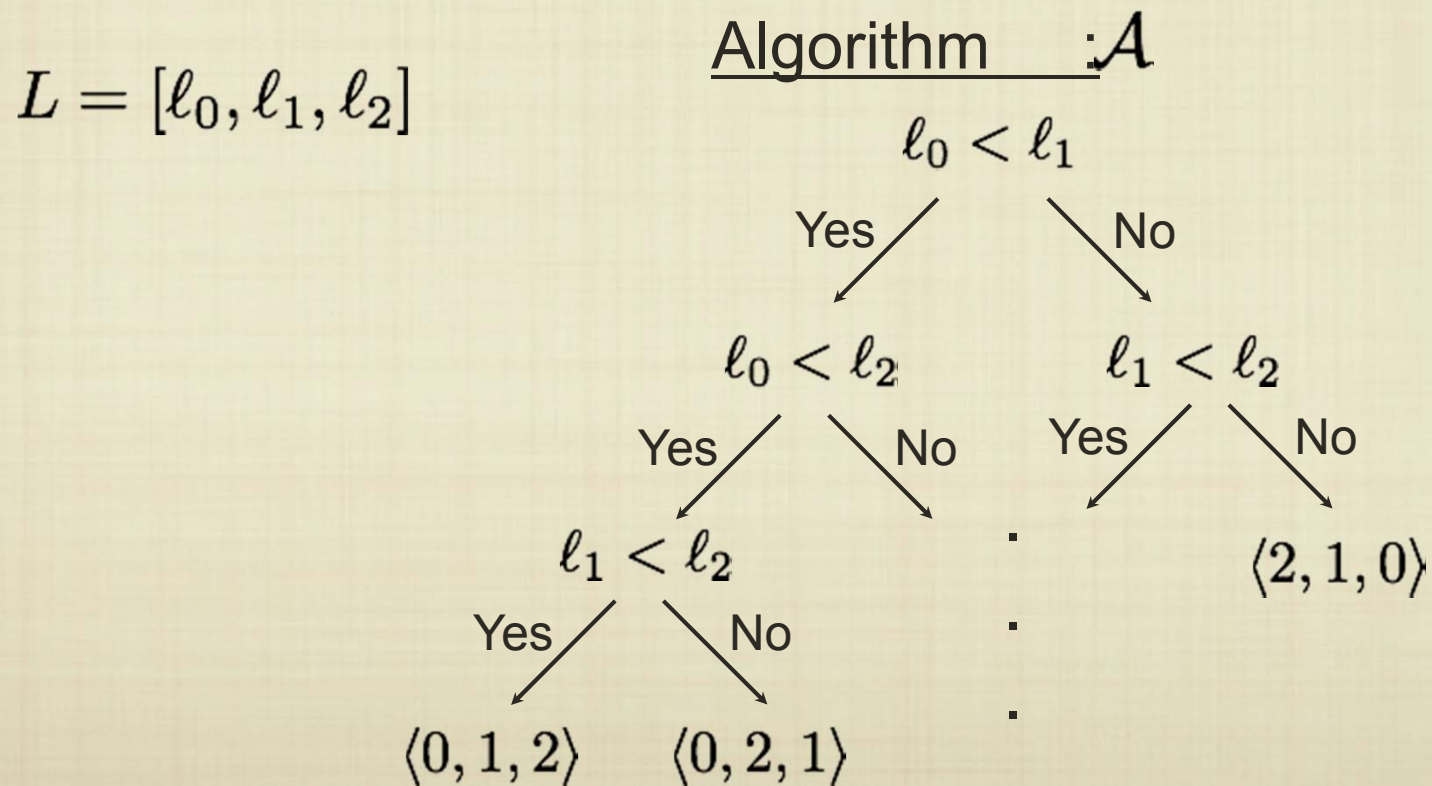 Algorithm :𝒜
L = [ℓ₀, ℓ₁, ℓ₂]
ℓ₀ < ℓ₁
Yes No
ℓ₀ < ℓ₂ ℓ₁ < ℓ₂
Yes No Yes No
ℓ₁ < ℓ₂ ⟨2, 1, 0⟩
Yes No
⟨0, 1, 2⟩ ⟨0, 2, 1⟩